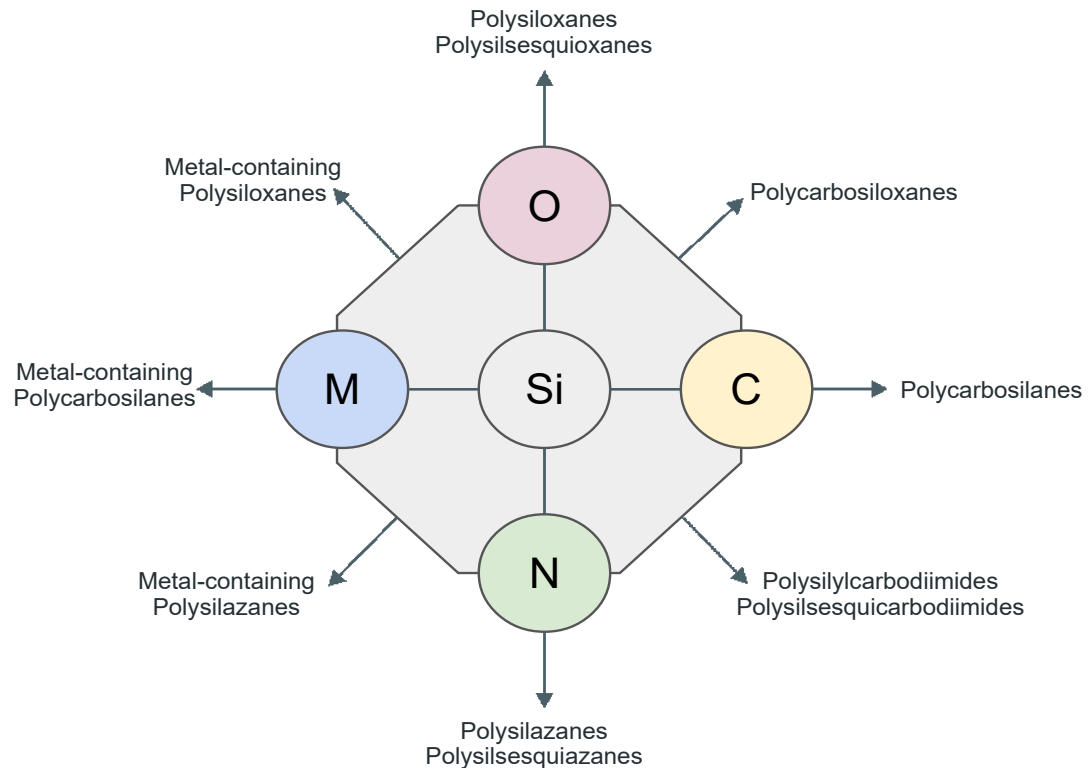 Polysiloxanes
Polysilsesquioxanes
Metal-containing
Polysiloxanes
O
Polycarbosiloxanes
Metal-containing
Polycarbosilanes
M
Si
C
Polycarbosilanes
Metal-containing
Polysilazanes
N
Polysilylcarbodiimides
Polysilsesquicarbodiimides
Polysilazanes
Polysilsesquiazanes